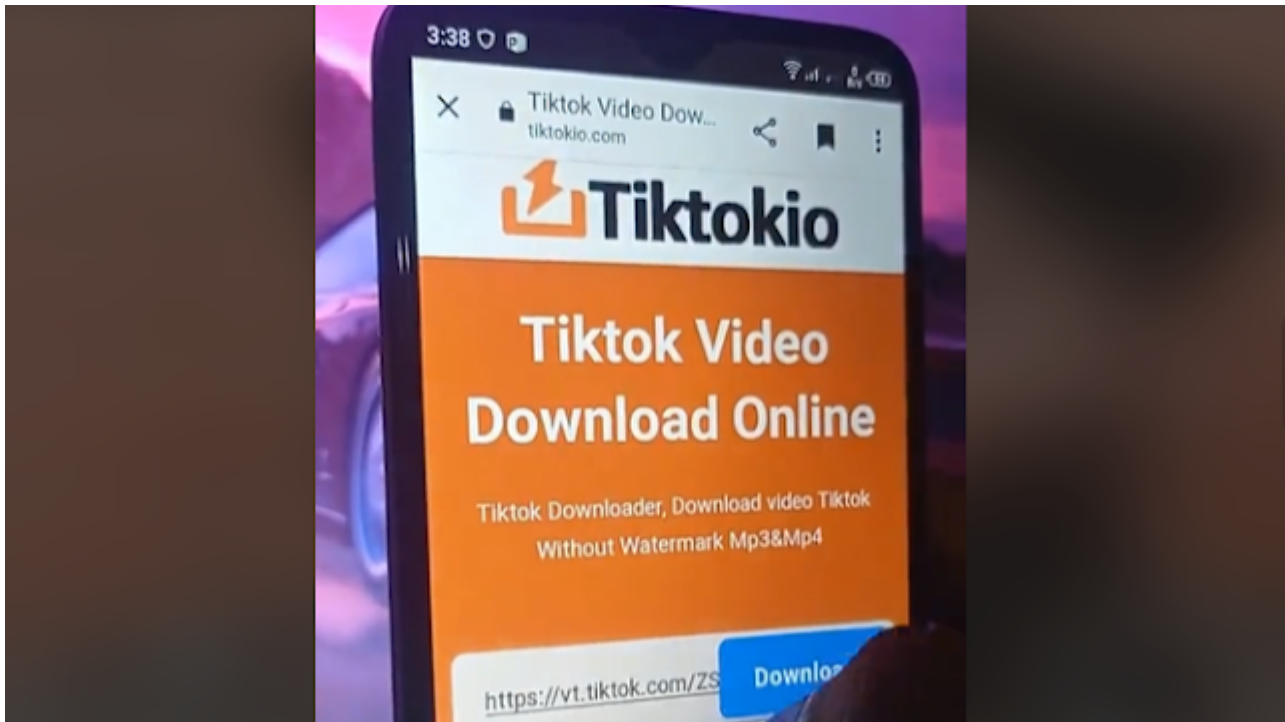 3:38
Tiktok Video Dow...
tiktokio.com
Tiktokio
Tiktok Video
Download Online
Tiktok Downloader, Download video Tiktok
Without Watermark Mp3&Mp4
https://vt.tiktok.com/ZS
Downloa